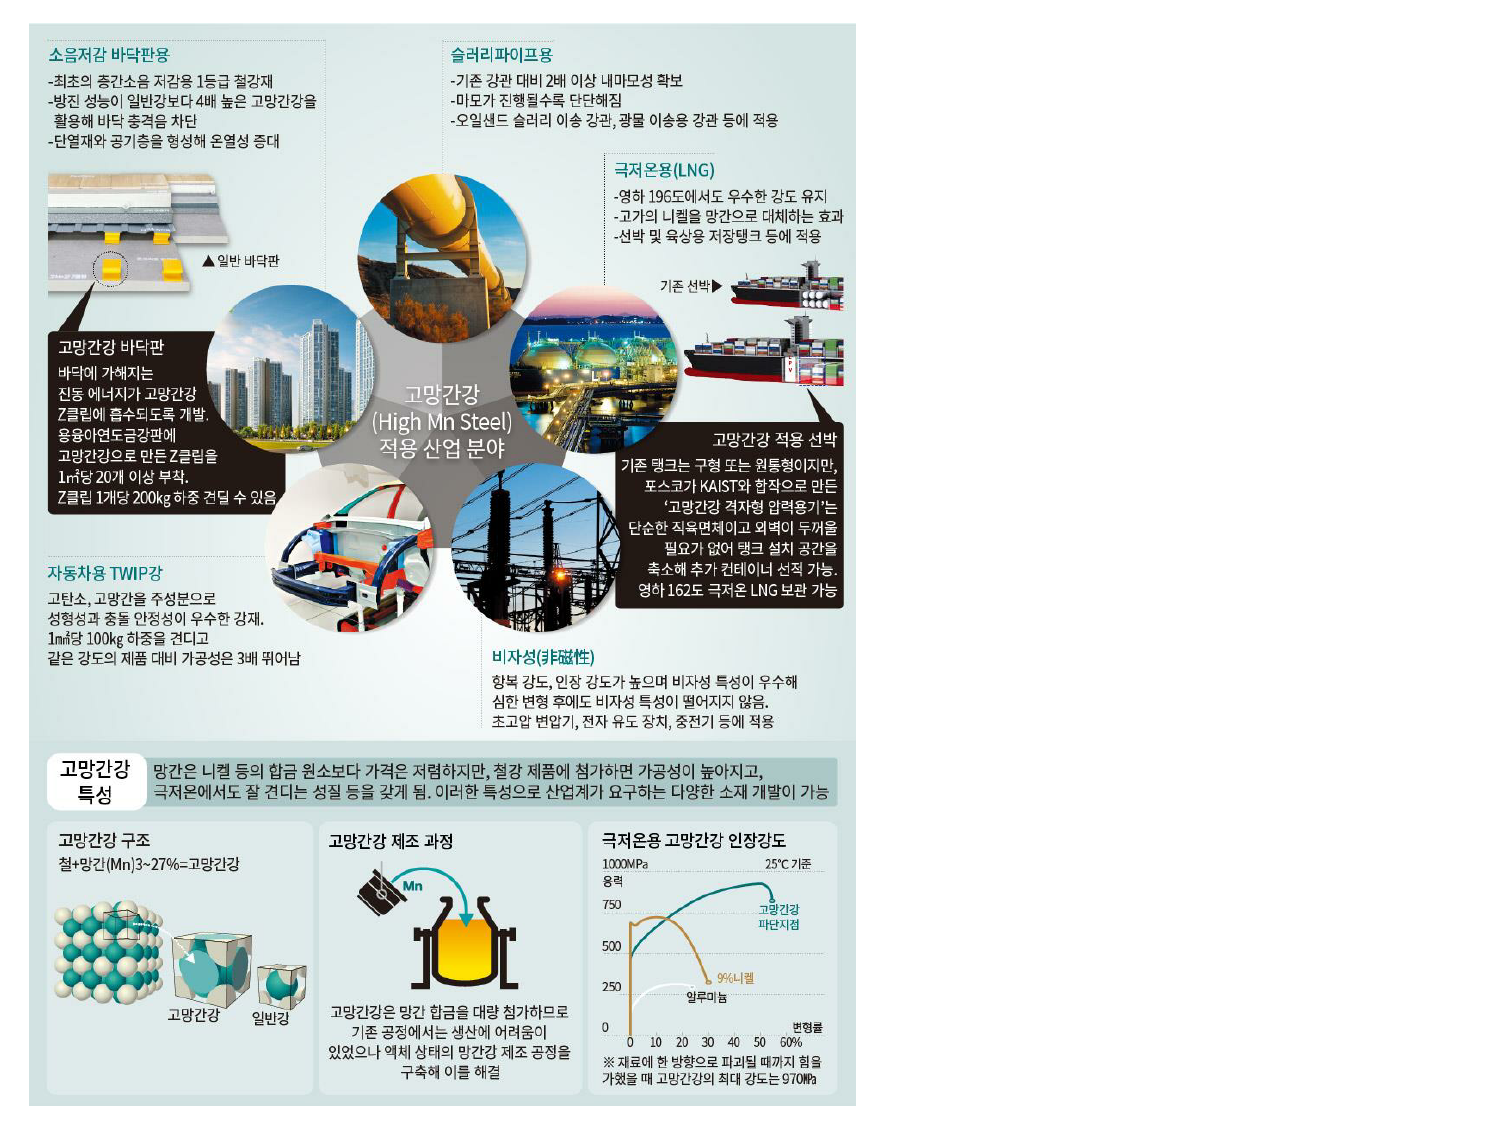 소음저감 바닥판용
-최초의 층간소음 저감용 1등급 철강재
-방진 성능이 일반강보다 4배 높은 고망간강을
활용해 바닥 충격음 차단
-단열재와 공기층을 형성해 온열성 증대
▲일반 바닥판
고망간강 바닥판
바닥에 가해지는
진동 에너지가 고망간강
Z클립에 흡수되도록 개발.
용융아연도금강판에
고망간강으로 만든 Z클립을
1㎡당 20개 이상 부착.
Z클립 1개당 200kg 하중 견딜 수 있음
슬러리파이프용
-기존 강관 대비 2배 이상 내마모성 확보
-마모가 진행될수록 단단해짐
-오일샌드 슬러리 이송 강관, 광물 이송용 강관 등에 적용
극저온용(LNG)
-영하 196도에서도 우수한 강도 유지
-고가의 니켈을 망간으로 대체하는 효과
-선박 및 육상용 저장탱크 등에 적용
기존 선박▶
L
P
V
고망간강
(High Mn Steel)
적용 산업 분야
고망간강 적용 선박
기존 탱크는 구형 또는 원통형이지만,
포스코가 KAIST와 합작으로 만든
‘고망간강 격자형 압력용기’는
단순한 직육면체이고 외벽이 두꺼울
필요가 없어 탱크 설치 공간을
축소해 추가 컨테이너 선적 가능.
영하 162도 극저온 LNG 보관 가능
자동차용 TWIP강
고탄소, 고망간을 주성분으로
성형성과 충돌 안정성이 우수한 강재.
1㎟당 100kg 하중을 견디고
같은 강도의 제품 대비 가공성은 3배 뛰어남
비자성(非磁性)
항복 강도, 인장 강도가 높으며 비자성 특성이 우수해
심한 변형 후에도 비자성 특성이 떨어지지 않음.
초고압 변압기, 전자 유도 장치, 중전기 등에 적용
고망간강
특성
망간은 니켈 등의 합금 원소보다 가격은 저렴하지만, 철강 제품에 첨가하면 가공성이 높아지고,
극저온에서도 잘 견디는 성질 등을 갖게 됨. 이러한 특성으로 산업계가 요구하는 다양한 소재 개발이 가능
고망간강 구조
철+망간(Mn)3~27%=고망간강
고망간강
일반강
고망간강 제조 과정
Mn
고망간강은 망간 합금을 대량 첨가하므로
기존 공정에서는 생산에 어려움이
있었으나 액체 상태의 망간강 제조 공정을
구축해 이를 해결
극저온용 고망간강 인장강도
1000MPa 25℃ 기준
응력
750
500
250
0
고망간강
파단지점
9%니켈
알루미늄
변형률
0 10 20 30 40 50 60%
※ 재료에 한 방향으로 파괴될 때까지 힘을
가했을 때 고망간강의 최대 강도는 970㎫